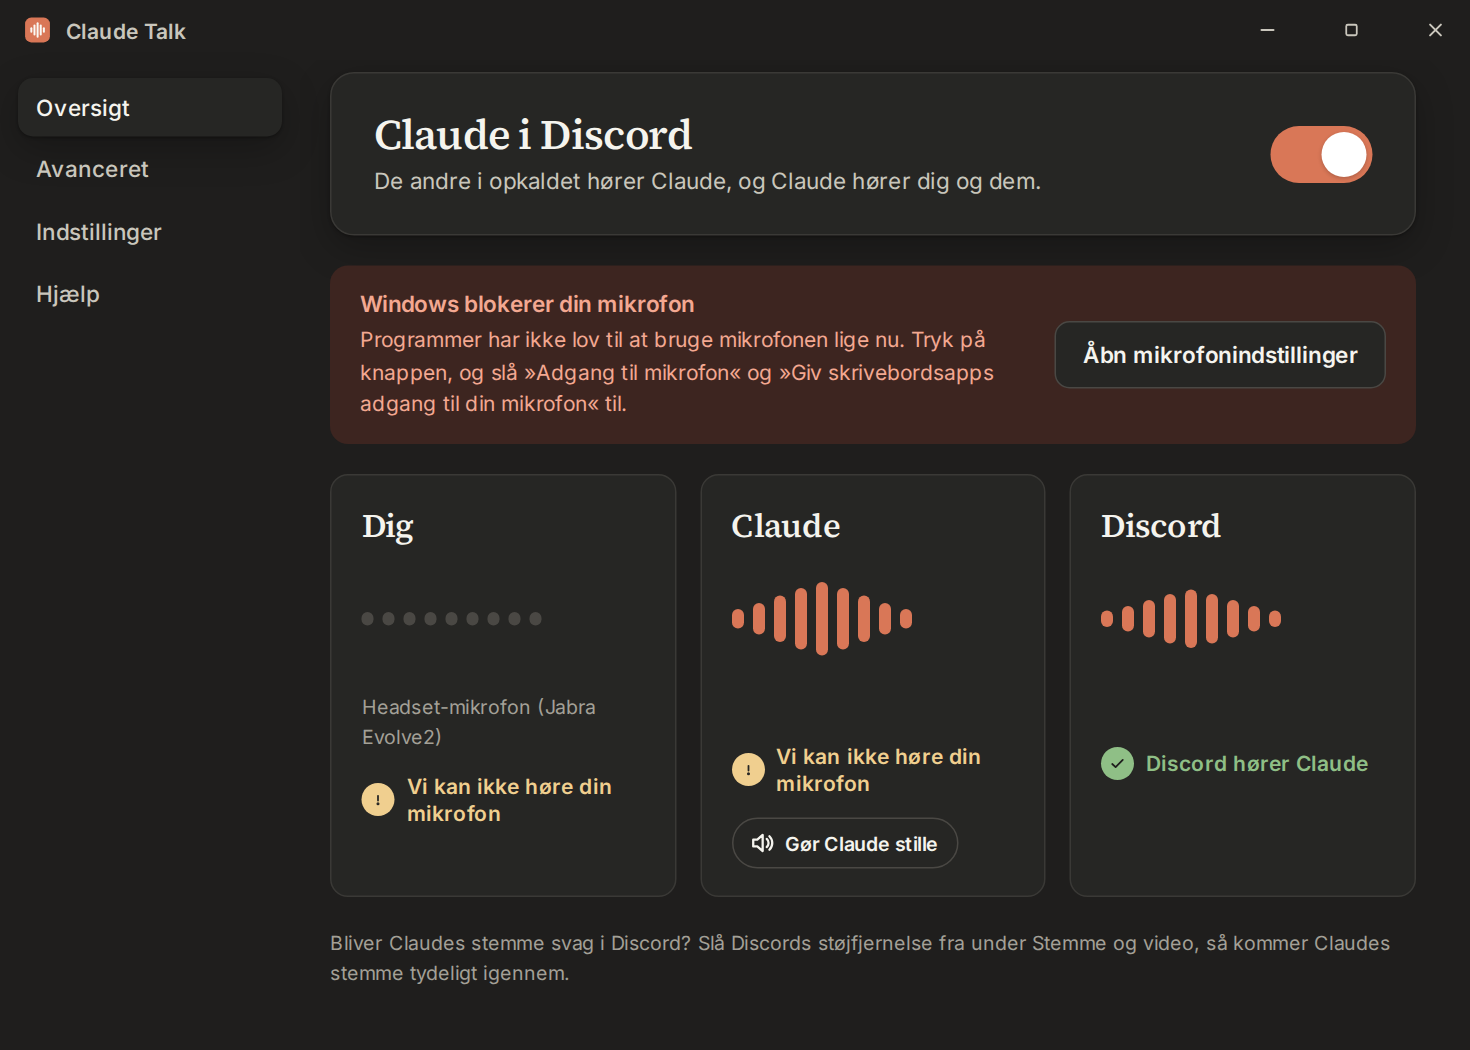 Claude Talk
Oversigt
Avanceret
Indstillinger
Hjælp
Claude i Discord
De andre i opkaldet hører Claude, og Claude hører dig og dem.
Windows blokerer din mikrofon
Programmer har ikke lov til at bruge mikrofonen lige nu. Tryk på
knappen, og slå »Adgang til mikrofon« og »Giv skrivebordsapps
adgang til din mikrofon« til.
Åbn mikrofonindstillinger
Dig
Headset-mikrofon (Jabra
Evolve2)
Vi kan ikke høre din
mikrofon
Claude
Vi kan ikke høre din
mikrofon
Gør Claude stille
Discord
Discord hører Claude
Bliver Claudes stemme svag i Discord? Slå Discords støjfjernelse fra under Stemme og video, så kommer Claudes
stemme tydeligt igennem.